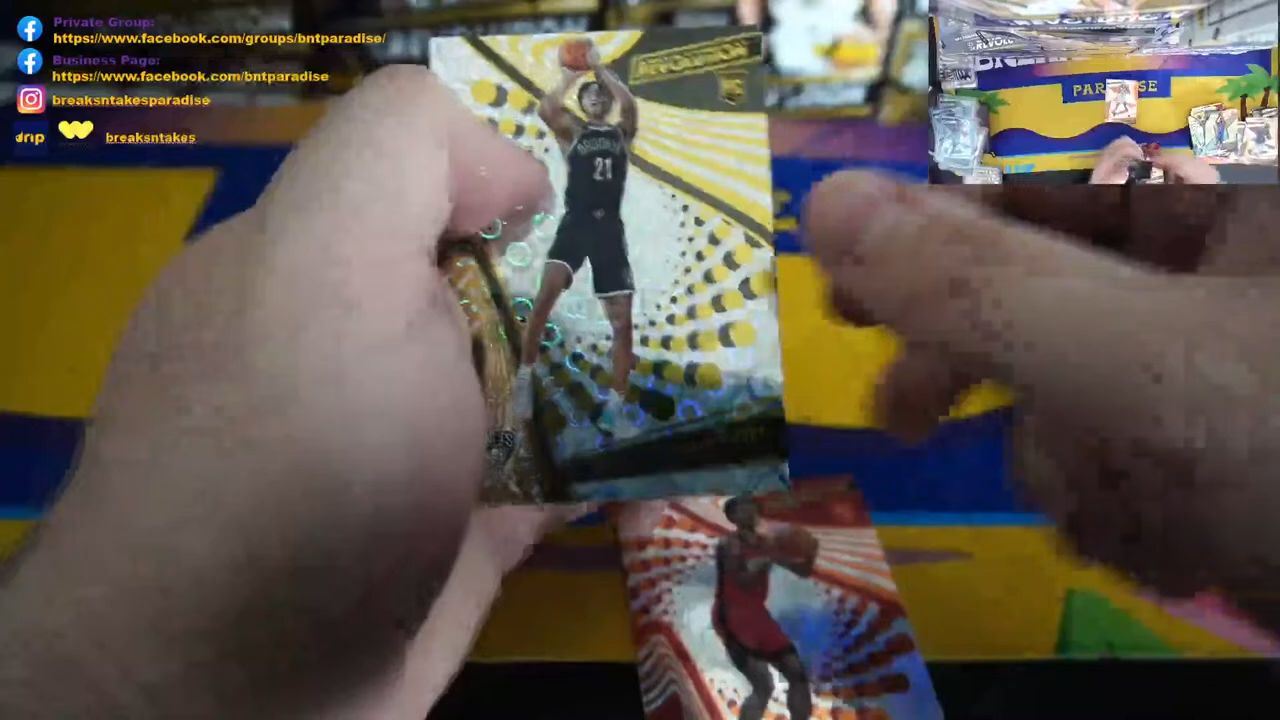 Private Group:
https://www.facebook.com/groups/bntparadise/
Business Page:
https://www.facebook.com/bntparadise
breaksntakesparadise
drip
breaksntakes
REVOLUTION
BROOKLYN
21